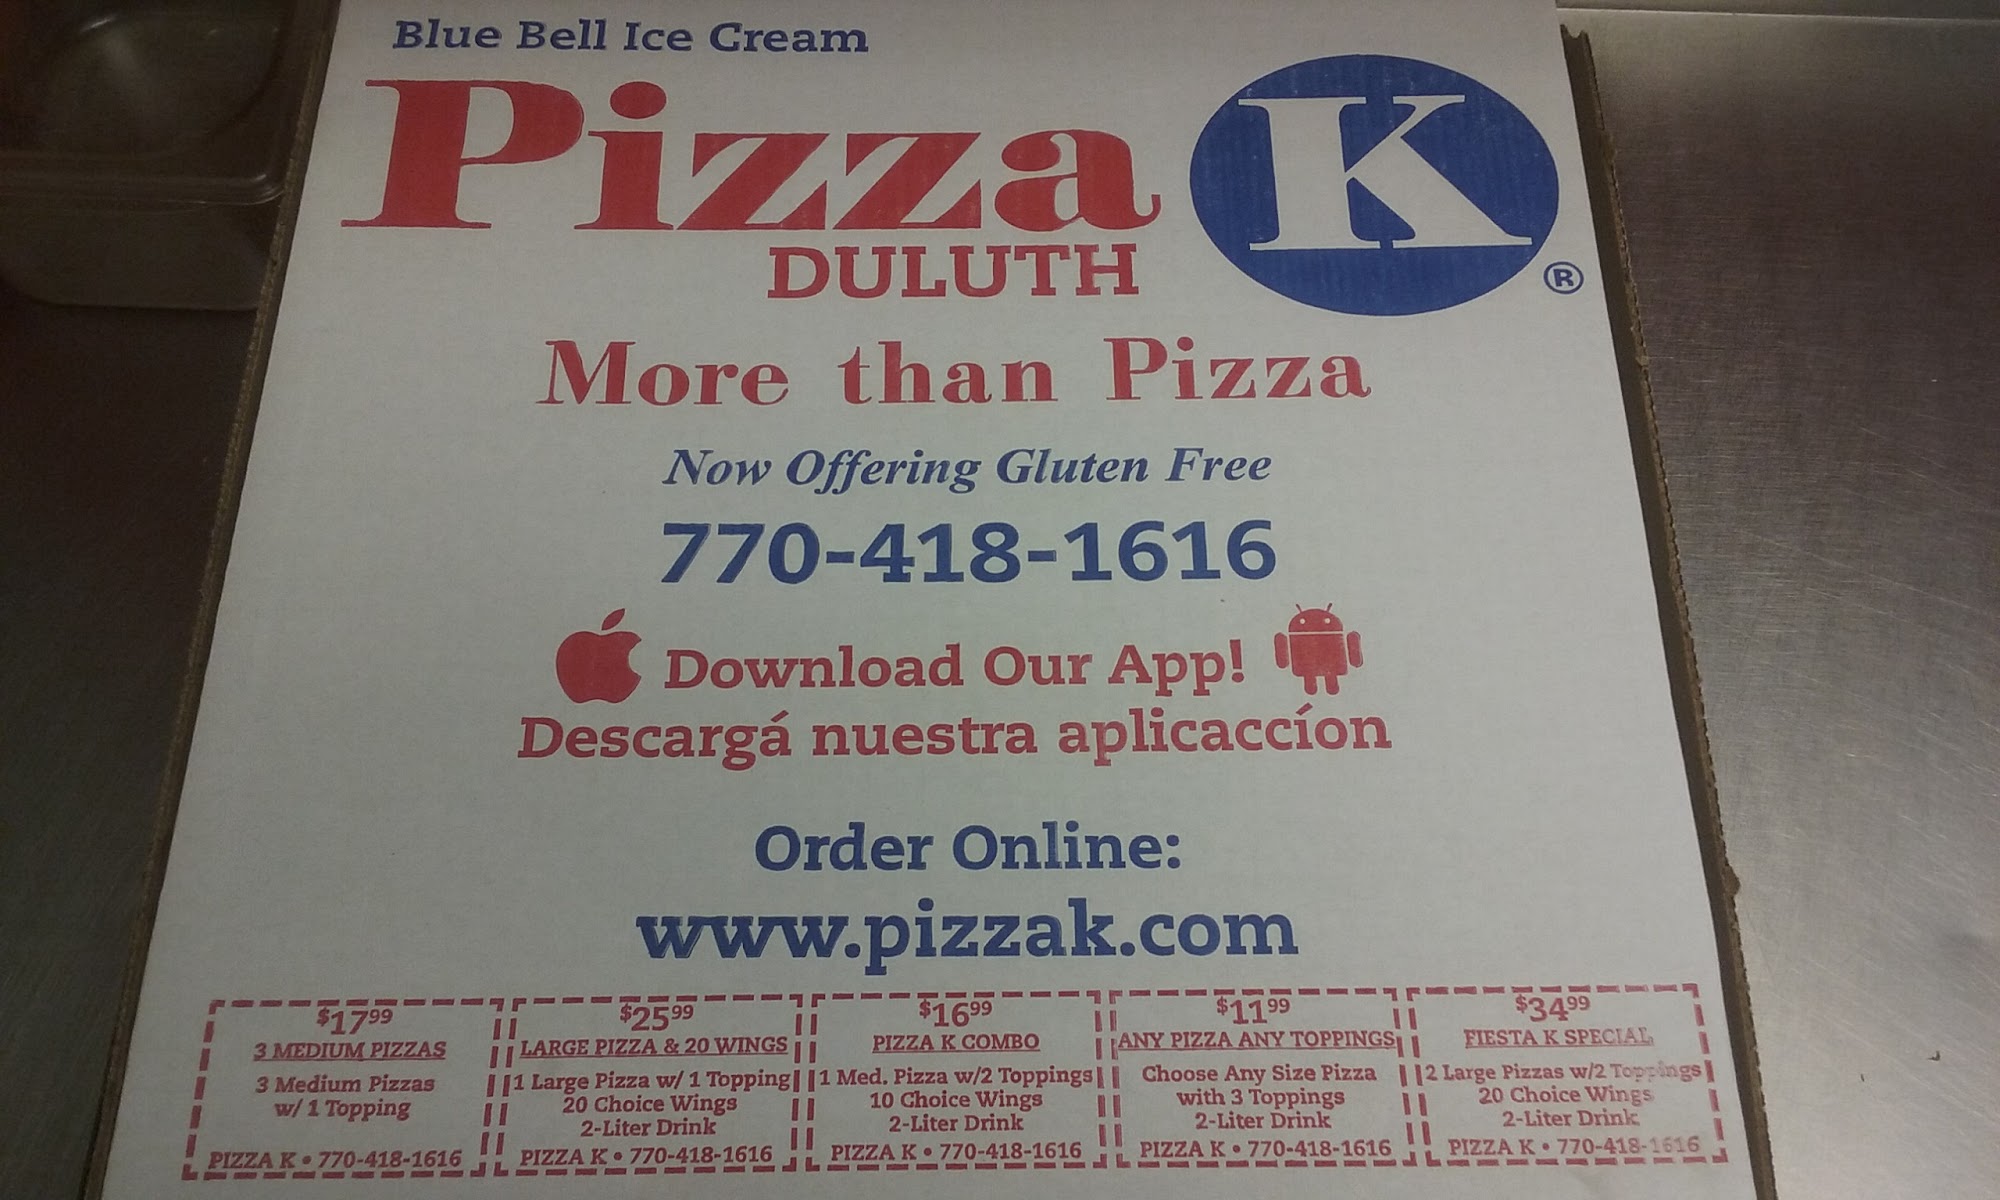 Blue Bell Ice Cream
Pizza K®
DULUTH
More than Pizza
Now Offering Gluten Free
770-418-1616
Download Our App!
Descargá nuestra aplicaccíon
Order Online:
www.pizzak.com
$17.99
3 MEDIUM PIZZAS
3 Medium Pizzas
w/ 1 Topping
PIZZA K • 770-418-1616
$25.99
LARGE PIZZA & 20 WINGS
1 Large Pizza w/ 1 Topping
20 Choice Wings
2-Liter Drink
PIZZA K • 770-418-1616
$16.99
PIZZA K COMBO
1 Med. Pizza w/2 Toppings
10 Choice Wings
2-Liter Drink
PIZZA K • 770-418-1616
$11.99
ANY PIZZA ANY TOPPINGS
Choose Any Size Pizza
with 3 Toppings
2-Liter Drink
PIZZA K • 770-418-1616
$34.99
FIESTA K SPECIAL
2 Large Pizzas w/2 Toppings
20 Choice Wings
2-Liter Drink
PIZZA K • 770-418-1616